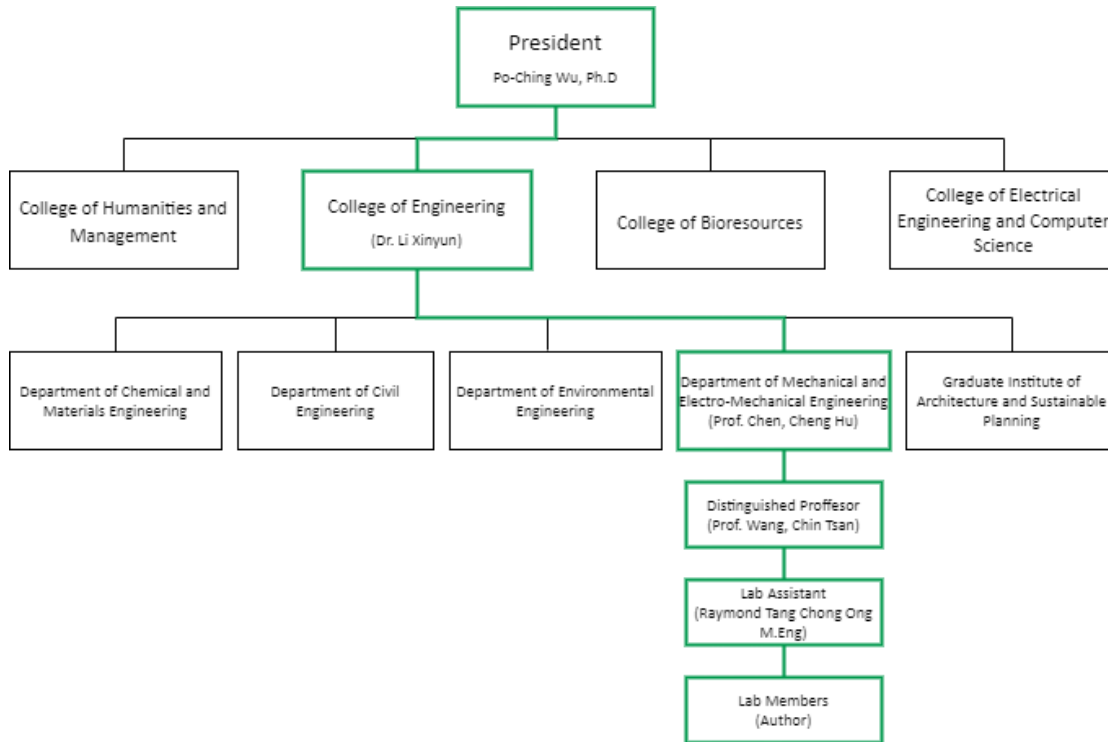 President
Po-Ching Wu, Ph.D
College of Humanities and
Management
College of Engineering
(Dr. Li Xinyun)
College of Bioresources
College of Electrical
Engineering and Computer
Science
Department of Chemical and
Materials Engineering
Department of Civil
Engineering
Department of Environmental
Engineering
Department of Mechanical and
Electro-Mechanical Engineering
(Prof. Chen, Cheng Hu)
Graduate Institute of
Architecture and Sustainable
Planning
Distinguished Proffesor
(Prof. Wang, Chin Tsan)
Lab Assistant
(Raymond Tang Chong Ong
M.Eng)
Lab Members
(Author)